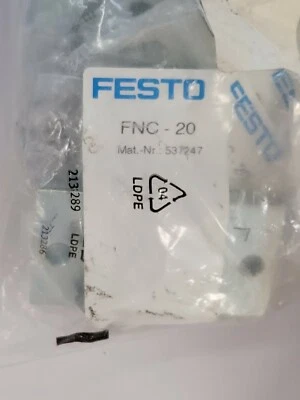 FESTO
FNC - 20
Mat.-Nr.: 537247
04
LDPE
213289
LDPE